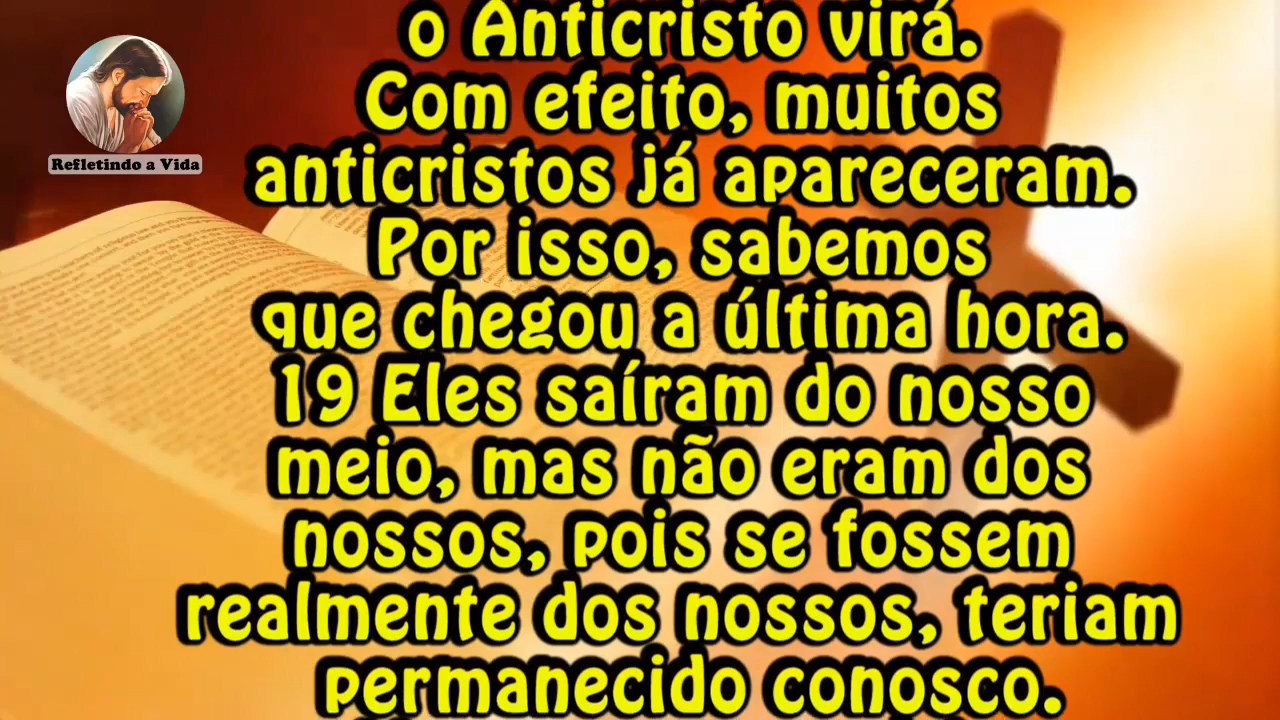 Refletindo a Vida
o Anticristo virá.
Com efeito, muitos
anticristos já apareceram.
Por isso, sabemos
que chegou a última hora.
19 Eles saíram do nosso
meio, mas não eram dos
nossos, pois se fossem
realmente dos nossos, teriam
permanecido conosco.